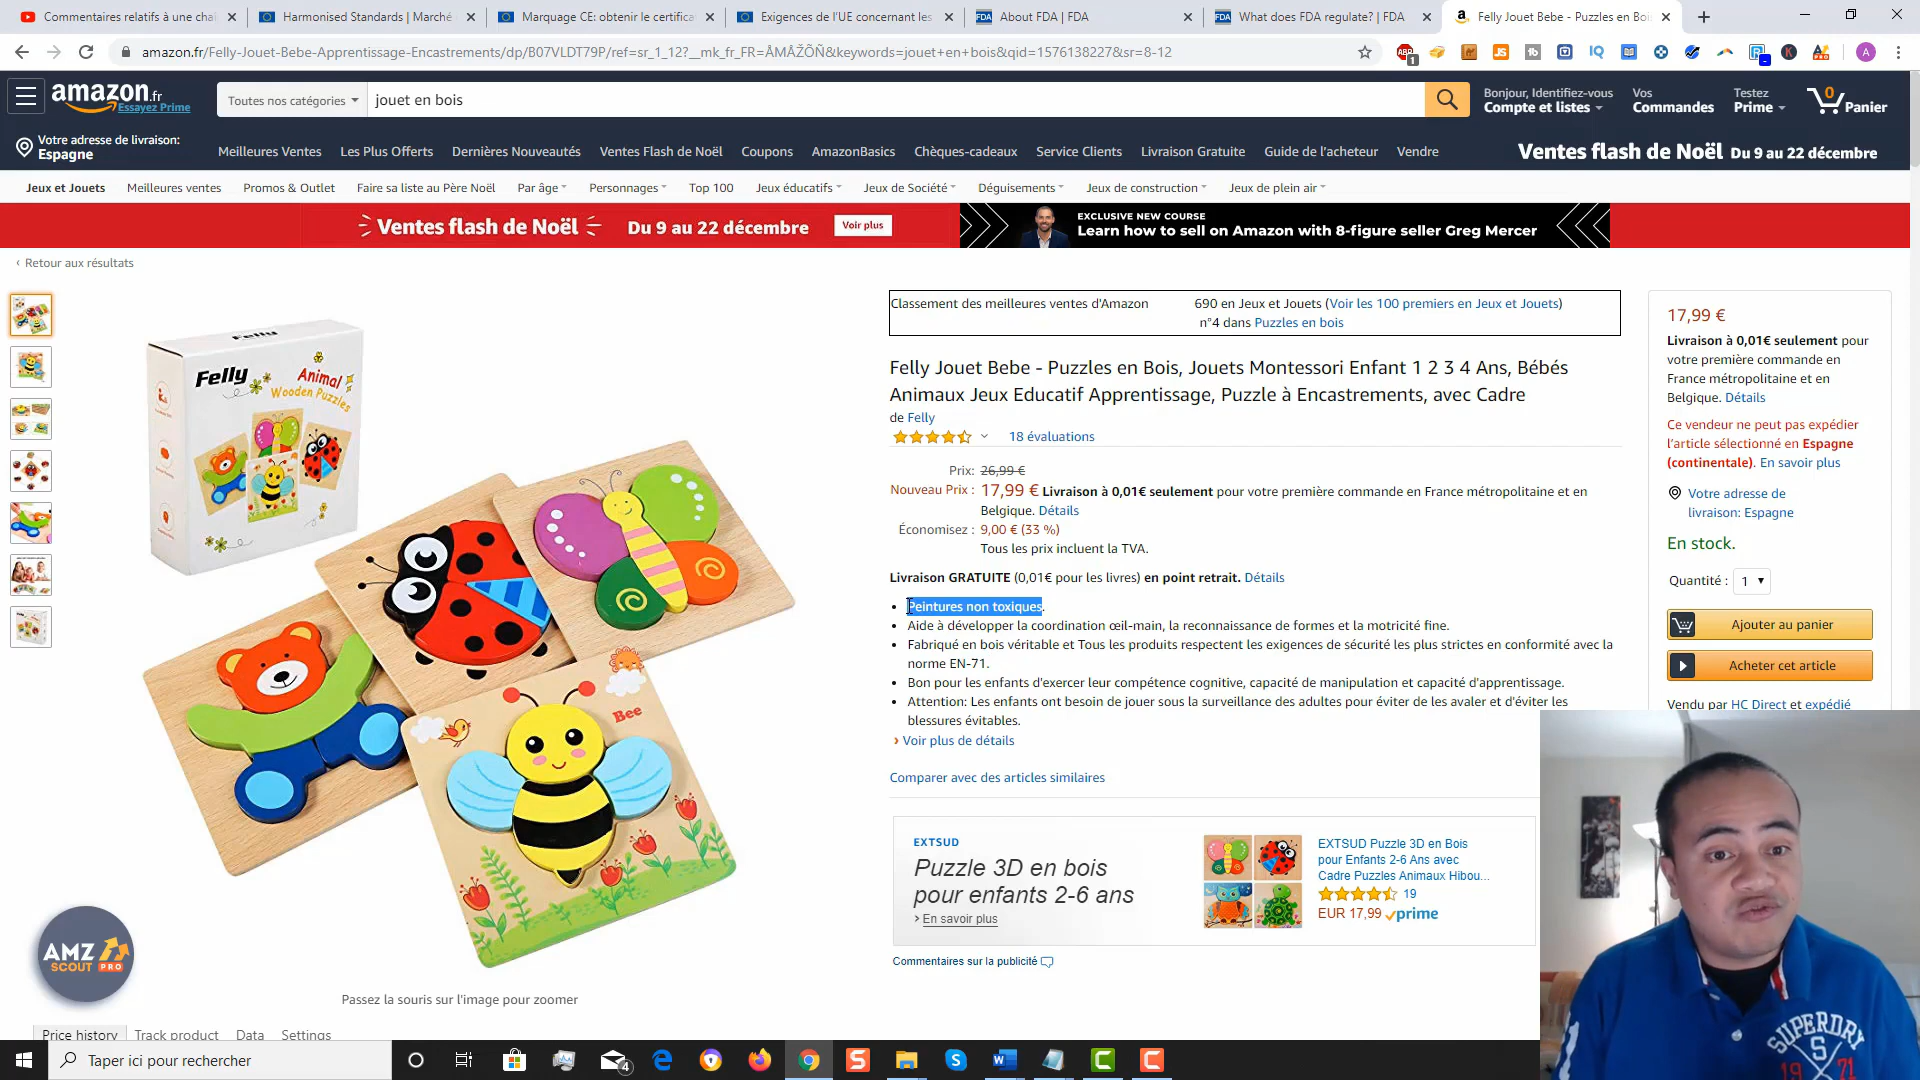 Commentaires relatifs à une chaî
Harmonised Standards | Marché
Marquage CE: obtenir le certifica
Exigences de l'UE concernant les
About FDA | FDA
What does FDA regulate? | FDA
Felly Jouet Bebe - Puzzles en Boi
amazon.fr/Felly-Jouet-Bebe-Apprentissage-Encastrements/dp/B07VLDT79P/ref=sr_1_12?__mk_fr_FR=ÅMÅŽÕÑ&keywords=jouet+en+bois&qid=1576138227&sr=8-12
amazon.fr
Essayez Prime
Toutes nos catégories
jouet en bois
Bonjour, Identifiez-vous
Compte et listes
Vos
Commandes
Testez
Prime
0
Panier
Votre adresse de livraison:
Espagne
Meilleures Ventes
Les Plus Offerts
Dernières Nouveautés
Ventes Flash de Noël
Coupons
AmazonBasics
Chèques-cadeaux
Service Clients
Livraison Gratuite
Guide de l'acheteur
Vendre
Ventes flash de Noël Du 9 au 22 décembre
Jeux et Jouets
Meilleures ventes
Promos & Outlet
Faire sa liste au Père Noël
Par âge
Personnages
Top 100
Jeux éducatifs
Jeux de Société
Déguisements
Jeux de construction
Jeux de plein air
Ventes flash de Noël
Du 9 au 22 décembre
Voir plus
EXCLUSIVE NEW COURSE
Learn how to sell on Amazon with 8-figure seller Greg Mercer
‹ Retour aux résultats
Felly
Felly
Animal
Wooden Puzzles
Bee
Passez la souris sur l'image pour zoomer
AMZ
SCOUT PRO
Price history
Track product
Data
Settings
Classement des meilleures ventes d'Amazon
690 en Jeux et Jouets (Voir les 100 premiers en Jeux et Jouets)
n°4 dans Puzzles en bois
Felly Jouet Bebe - Puzzles en Bois, Jouets Montessori Enfant 1 2 3 4 Ans, Bébés
Animaux Jeux Educatif Apprentissage, Puzzle à Encastrements, avec Cadre
de Felly
18 évaluations
Prix: 26,99 €
Nouveau Prix : 17,99 € Livraison à 0,01€ seulement pour votre première commande en France métropolitaine et en
Belgique. Détails
Économisez : 9,00 € (33 %)
Tous les prix incluent la TVA.
Livraison GRATUITE (0,01€ pour les livres) en point retrait. Détails
• Peintures non toxiques.
• Aide à développer la coordination œil-main, la reconnaissance de formes et la motricité fine.
• Fabriqué en bois véritable et Tous les produits respectent les exigences de sécurité les plus strictes en conformité avec la
norme EN-71.
• Bon pour les enfants d'exercer leur compétence cognitive, capacité de manipulation et capacité d'apprentissage.
• Attention: Les enfants ont besoin de jouer sous la surveillance des adultes pour éviter de les avaler et d'éviter les
blessures évitables.
› Voir plus de détails
Comparer avec des articles similaires
EXTSUD
Puzzle 3D en bois
pour enfants 2-6 ans
› En savoir plus
EXTSUD Puzzle 3D en Bois
pour Enfants 2-6 Ans avec
Cadre Puzzles Animaux Hibou...
19
EUR 17,99 prime
Commentaires sur la publicité
17,99 €
Livraison à 0,01€ seulement pour
votre première commande en
France métropolitaine et en
Belgique. Détails
Ce vendeur ne peut pas expédier
l'article sélectionné en Espagne
(continentale). En savoir plus
Votre adresse de
livraison: Espagne
En stock.
Quantité : 1
Ajouter au panier
Acheter cet article
Vendu par HC Direct et expédié
SUPERDRY
S
19 71
Taper ici pour rechercher
4